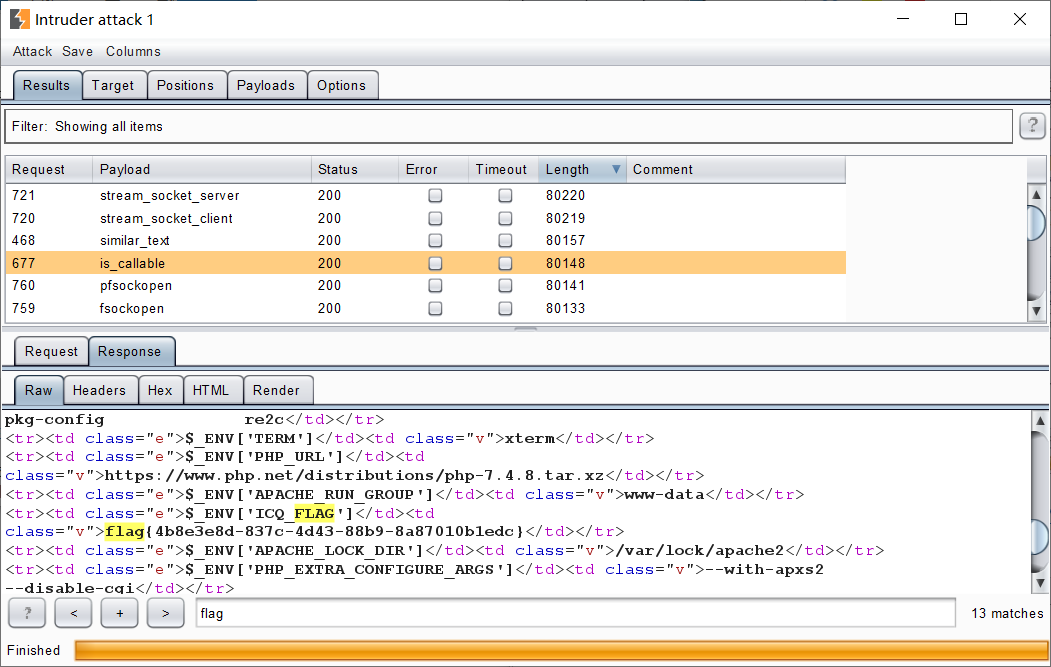 Intruder attack 1
Attack Save Columns
Results Target Positions Payloads Options
Filter: Showing all items ?
Request Payload Status Error Timeout Length Comment
721 stream_socket_server 200 80220
720 stream_socket_client 200 80219
468 similar_text 200 80157
677 is_callable 200 80148
760 pfsockopen 200 80141
759 fsockopen 200 80133
Request Response
Raw Headers Hex HTML Render
pkg-config re2c</td></tr>
<tr><td class="e">$_ENV['TERM']</td><td class="v">xterm</td></tr>
<tr><td class="e">$_ENV['PHP_URL']</td><td
class="v">https://www.php.net/distributions/php-7.4.8.tar.xz</td></tr>
<tr><td class="e">$_ENV['APACHE_RUN_GROUP']</td><td class="v">www-data</td></tr>
<tr><td class="e">$_ENV['ICQ_FLAG']</td><td
class="v">flag{4b8e3e8d-837c-4d43-88b9-8a87010b1edc}</td></tr>
<tr><td class="e">$_ENV['APACHE_LOCK_DIR']</td><td class="v">/var/lock/apache2</td></tr>
<tr><td class="e">$_ENV['PHP_EXTRA_CONFIGURE_ARGS']</td><td class="v">--with-apxs2
--disable-cgi</td></tr>
? < + > flag 13 matches
Finished